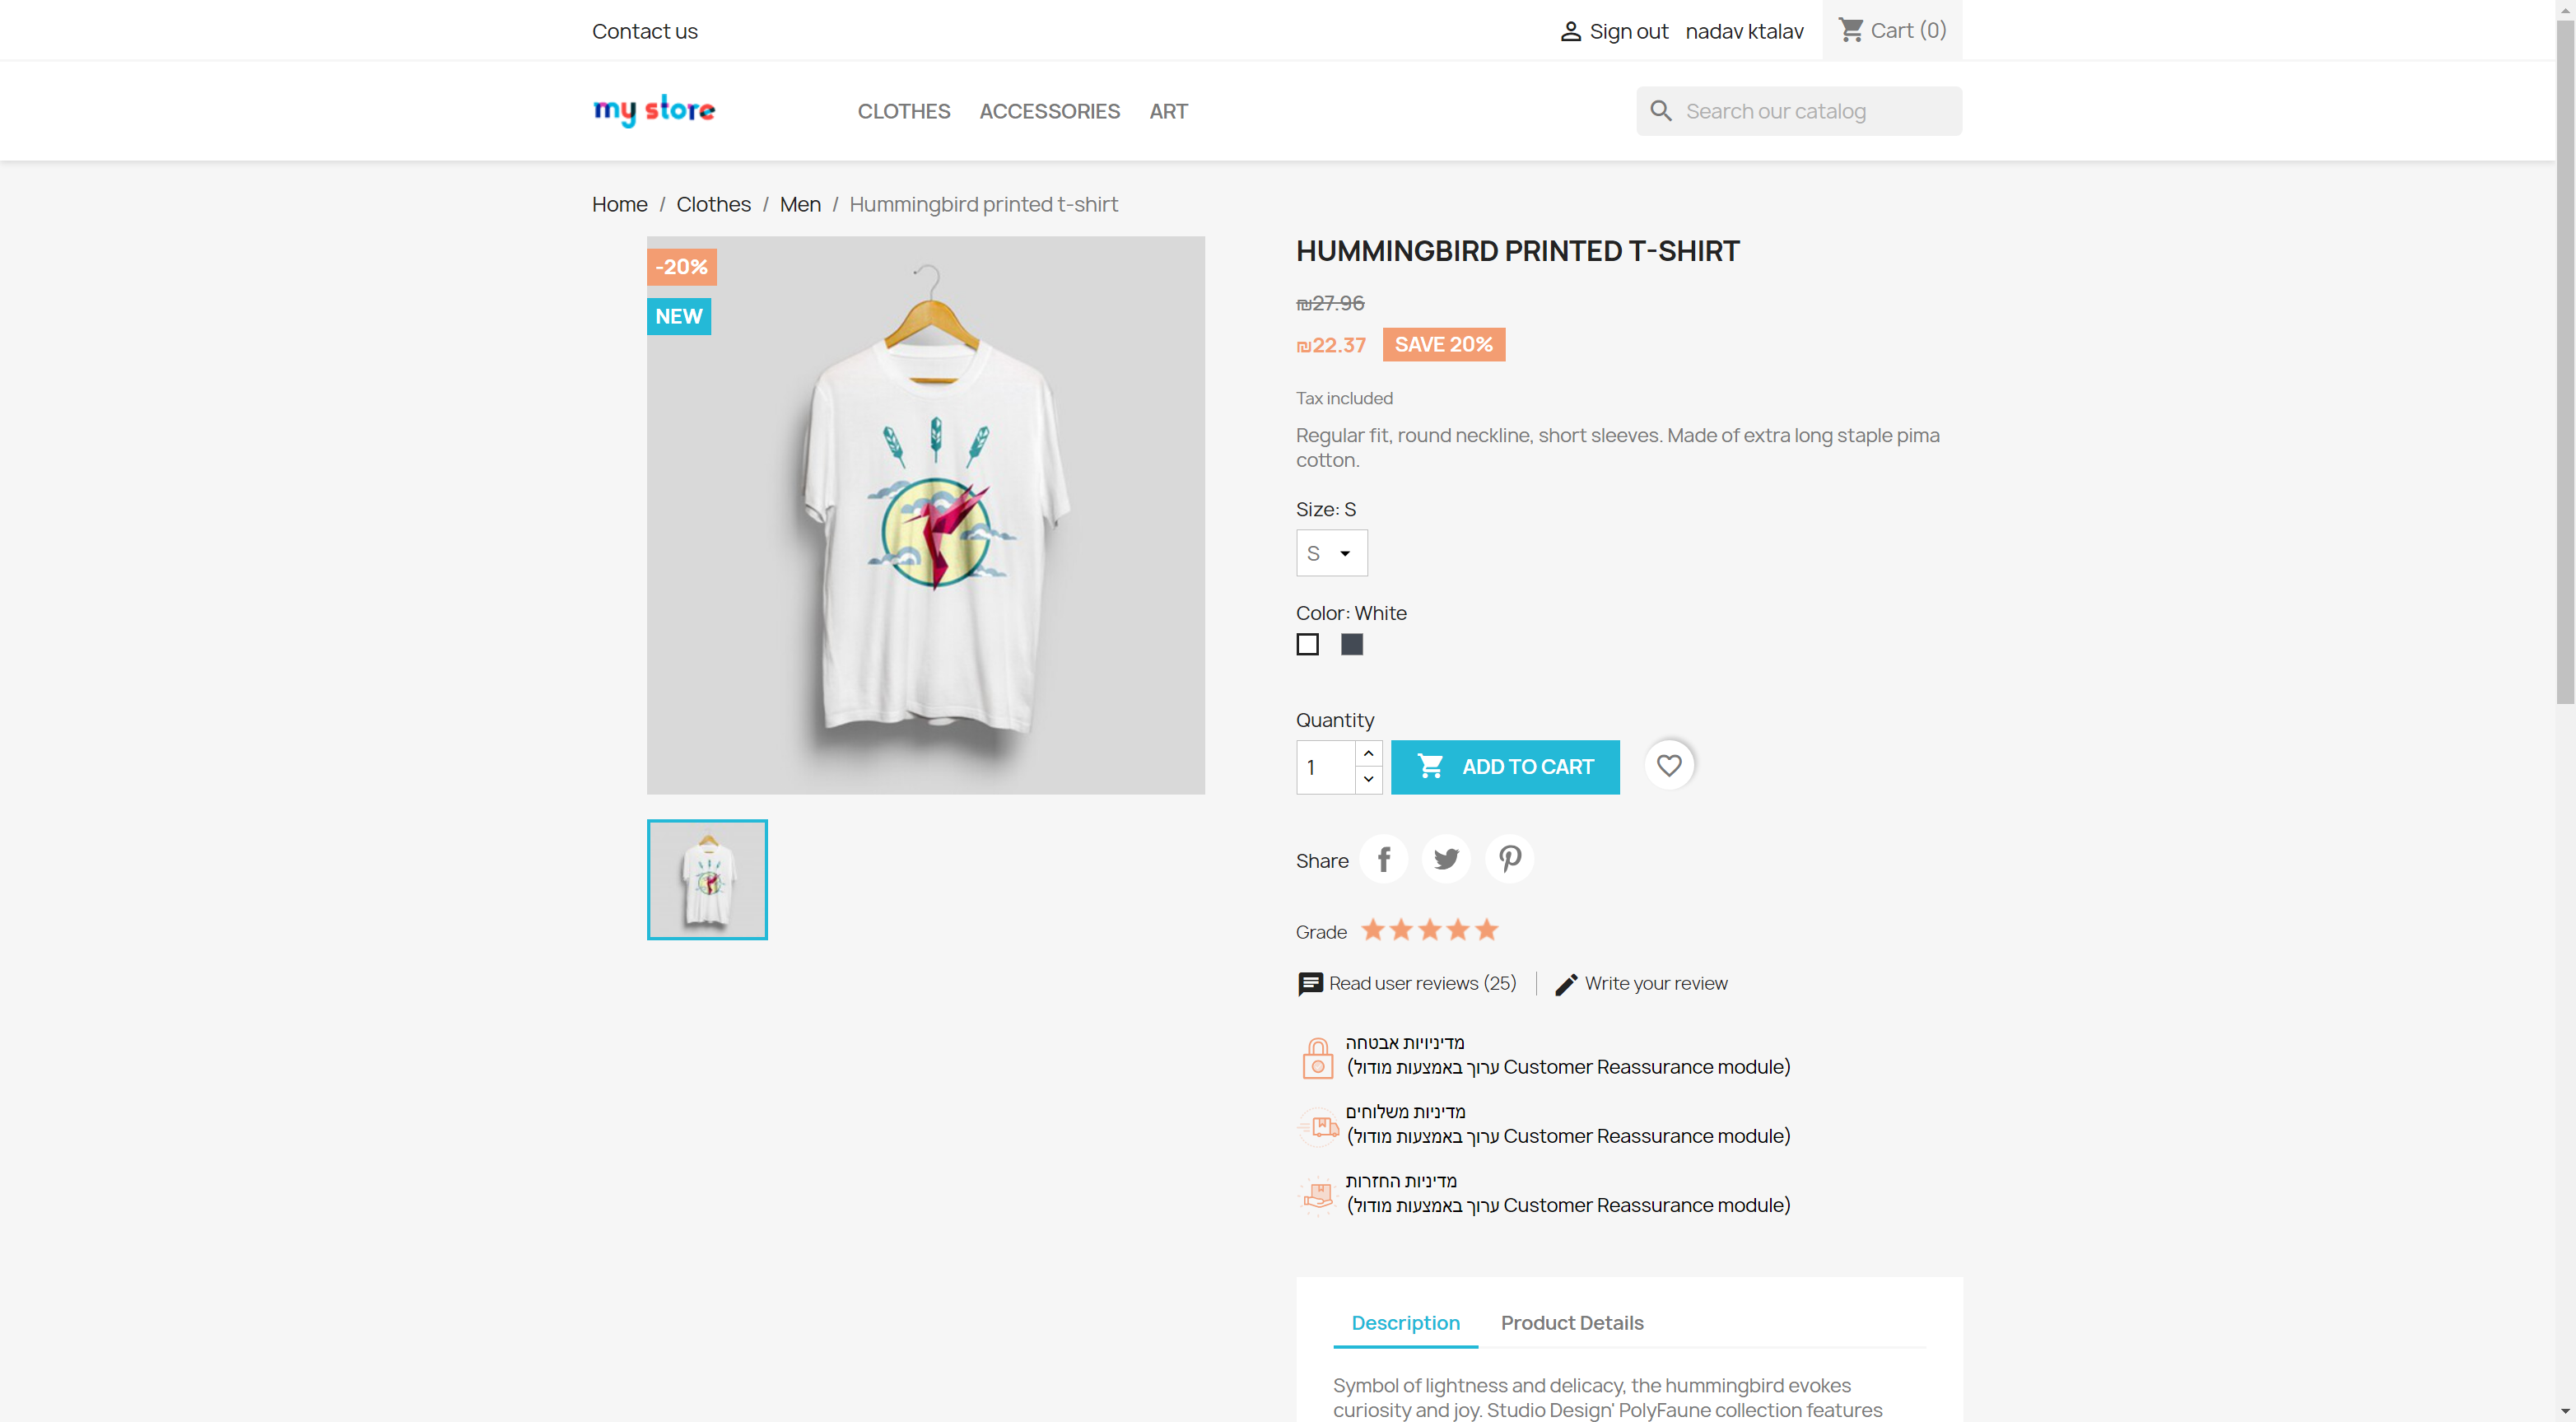 Contact us
Sign out
nadav ktalav
Cart (0)
my store
CLOTHES
ACCESSORIES
ART
Search our catalog
Home / Clothes / Men / Hummingbird printed t-shirt
-20%
NEW
HUMMINGBIRD PRINTED T-SHIRT
₪27.96
₪22.37
SAVE 20%
Tax included
Regular fit, round neckline, short sleeves. Made of extra long staple pima
cotton.
Size: S
S
Color: White
Quantity
1
ADD TO CART
Share
Grade
Read user reviews (25)
Write your review
מדיניויות אבטחה
(ערוך באמצעות מודול Customer Reassurance module)
מדיניות משלוחים
(ערוך באמצעות מודול Customer Reassurance module)
מדיניות החזרות
(ערוך באמצעות מודול Customer Reassurance module)
Description
Product Details
Symbol of lightness and delicacy, the hummingbird evokes
curiosity and joy. Studio Design' PolyFaune collection features